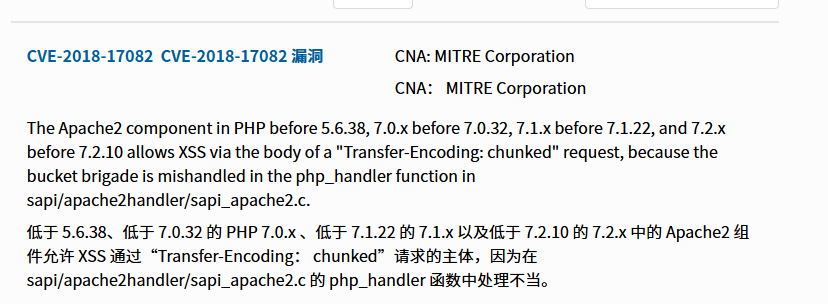 CVE-2018-17082 CVE-2018-17082 漏洞
CNA: MITRE Corporation
CNA： MITRE Corporation
The Apache2 component in PHP before 5.6.38, 7.0.x before 7.0.32, 7.1.x before 7.1.22, and 7.2.x
before 7.2.10 allows XSS via the body of a "Transfer-Encoding: chunked" request, because the
bucket brigade is mishandled in the php_handler function in
sapi/apache2handler/sapi_apache2.c.
低于 5.6.38、低于 7.0.32 的 PHP 7.0.x 、低于 7.1.22 的 7.1.x 以及低于 7.2.10 的 7.2.x 中的 Apache2 组
件允许 XSS 通过“Transfer-Encoding： chunked”请求的主体，因为在
sapi/apache2handler/sapi_apache2.c 的 php_handler 函数中处理不当。